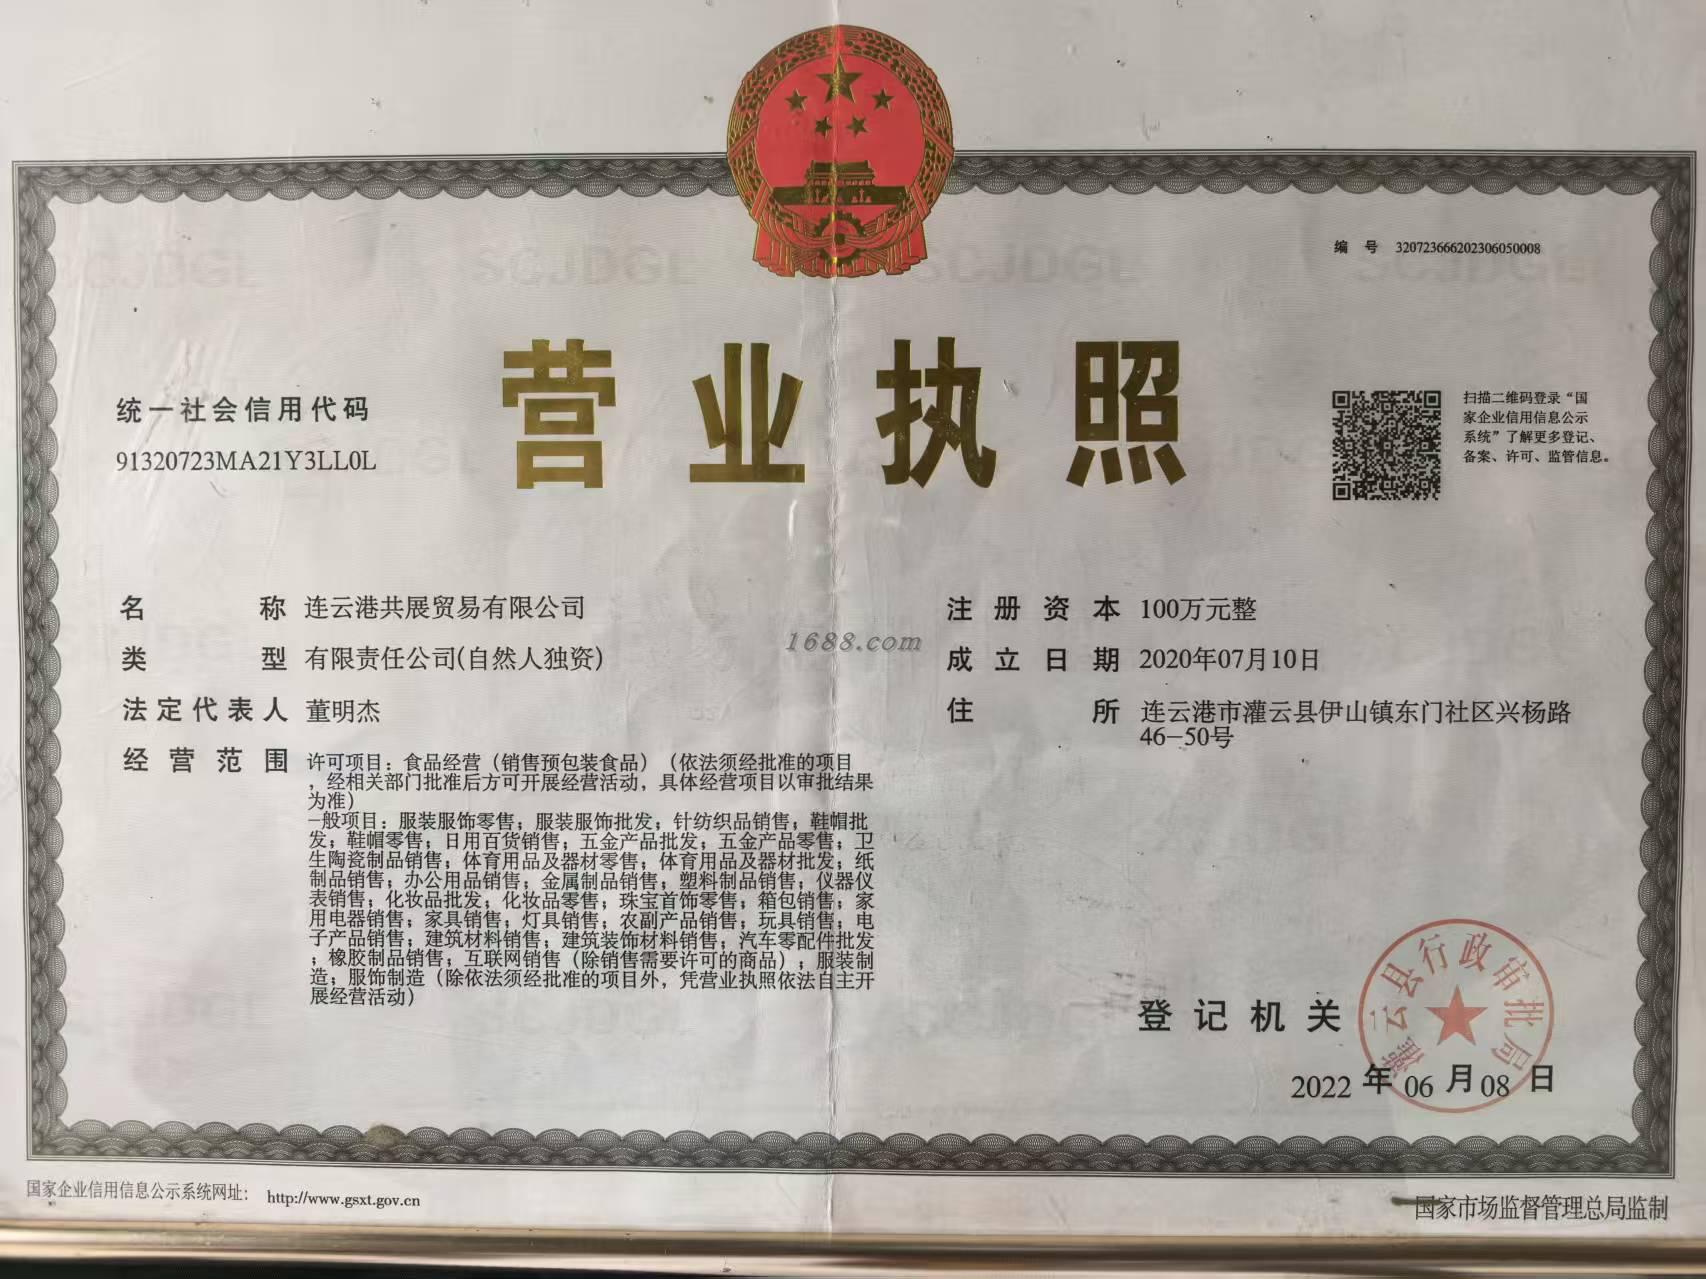 编 号 320723666202306050008
营业执照
统一社会信用代码
91320723MA21Y3LL0L
扫描二维码登录“国
家企业信用信息公示
系统”了解更多登记、
备案、许可、监管信息。
名 称 连云港共展贸易有限公司
类 型 有限责任公司(自然人独资)
法定代表人 董明杰
经营范围 许可项目：食品经营（销售预包装食品）（依法须经批准的项目
，经相关部门批准后方可开展经营活动，具体经营项目以审批结果
为准）
一般项目：服装服饰零售；服装服饰批发；针纺织品销售；鞋帽批
发；鞋帽零售；日用百货销售；五金产品批发；五金产品零售；卫
生陶瓷制品销售；体育用品及器材零售；体育用品及器材批发；纸
制品销售；办公用品销售；金属制品销售；塑料制品销售；仪器仪
表销售；化妆品批发；化妆品零售；珠宝首饰零售；箱包销售；家
用电器销售；家具销售；灯具销售；农副产品销售；玩具销售；电
子产品销售；建筑材料销售；建筑装饰材料销售；汽车零配件批发
；橡胶制品销售；互联网销售（除销售需要许可的商品）；服装制
造；服饰制造（除依法须经批准的项目外，凭营业执照依法自主开
展经营活动）
1688.com
注册资本 100万元整
成立日期 2020年07月10日
住 所 连云港市灌云县伊山镇东门社区兴杨路
46-50号
登记机关
灌云县行政审批局
2022 年 06 月 08 日
国家企业信用信息公示系统网址： http://www.gsxt.gov.cn
国家市场监督管理总局监制
SCJDGL
SCJDGL
SCJDGL
SCJDGL